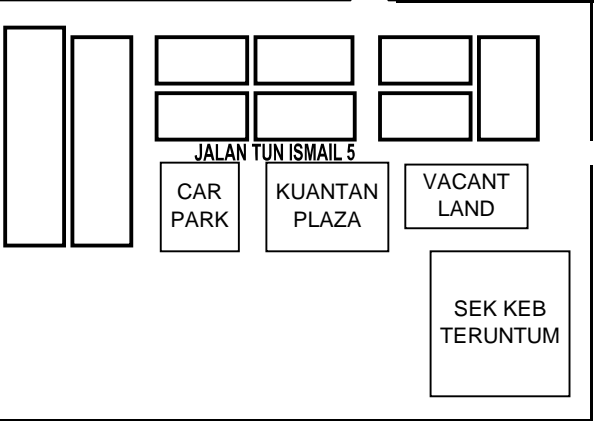 JALAN TUN ISMAIL 5
CAR
PARK
KUANTAN
PLAZA
VACANT
LAND
SEK KEB
TERUNTUM